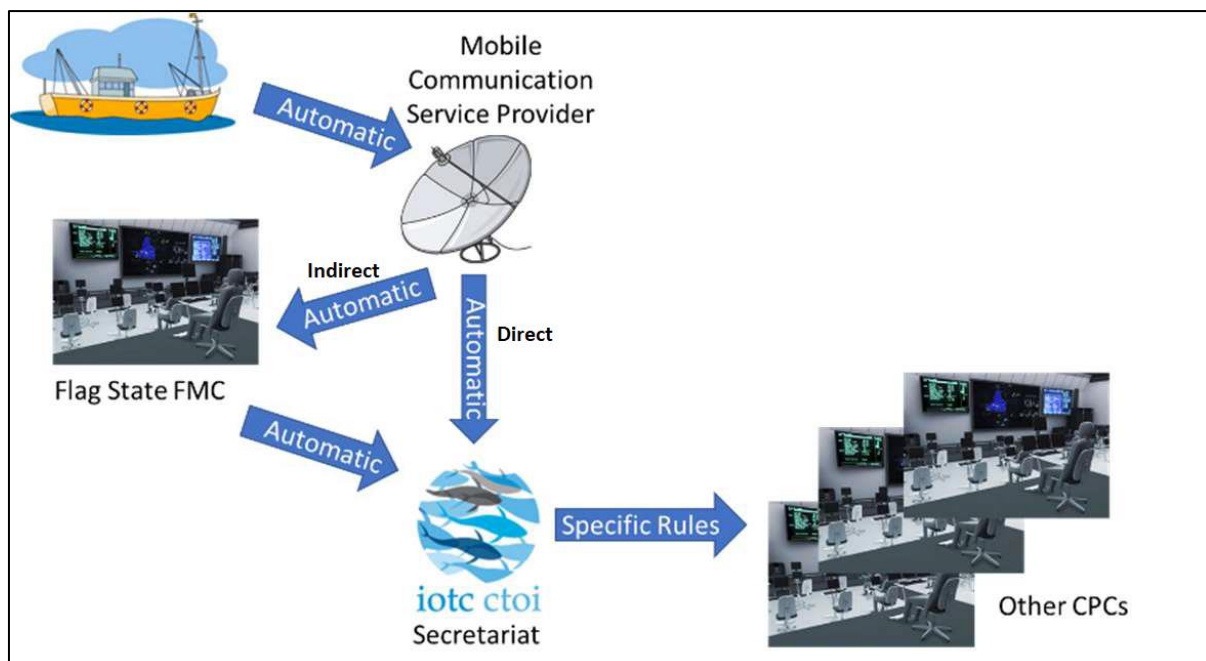 Mobile
Communication
Service Provider
Automatic
Indirect
Automatic
Automatic
Direct
Flag State FMC
Automatic
iotc ctoi
Secretariat
Specific Rules
Other CPCs